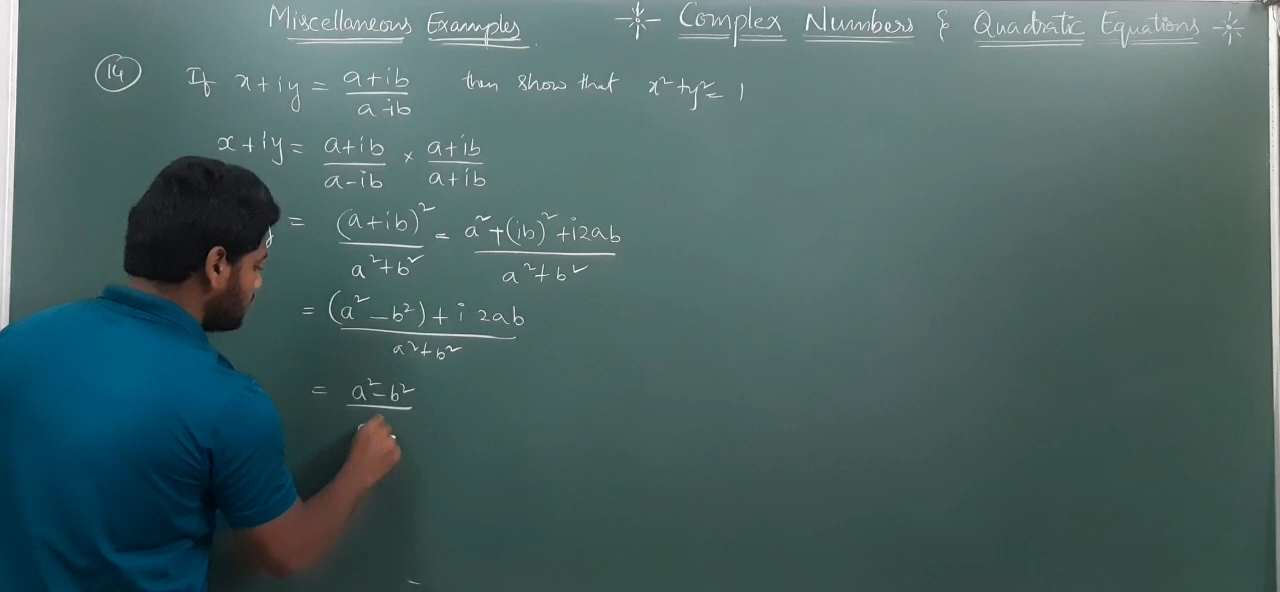 Miscellaneous Examples
Complex Numbers & Quadratic Equations
14 If x+iy = (a+ib)/(a-ib) then show that x²+y² = 1
x+iy = (a+ib)/(a-ib) × (a+ib)/(a+ib)
= (a+ib)²/(a²+b²) = (a²+(ib)²+i2ab)/(a²+b²)
= ((a²-b²)+i 2ab)/(a²+b²)
= a²-b²